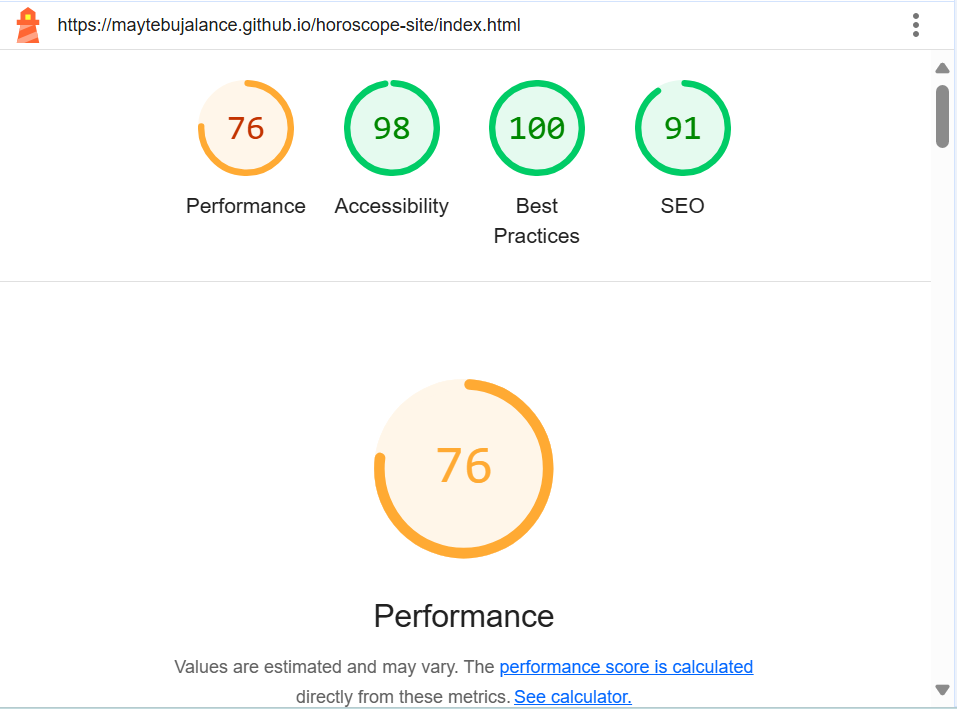 https://maytebujalance.github.io/horoscope-site/index.html
76 98 100 91
Performance Accessibility Best Practices SEO
76
Performance
Values are estimated and may vary. The performance score is calculated
directly from these metrics. See calculator.